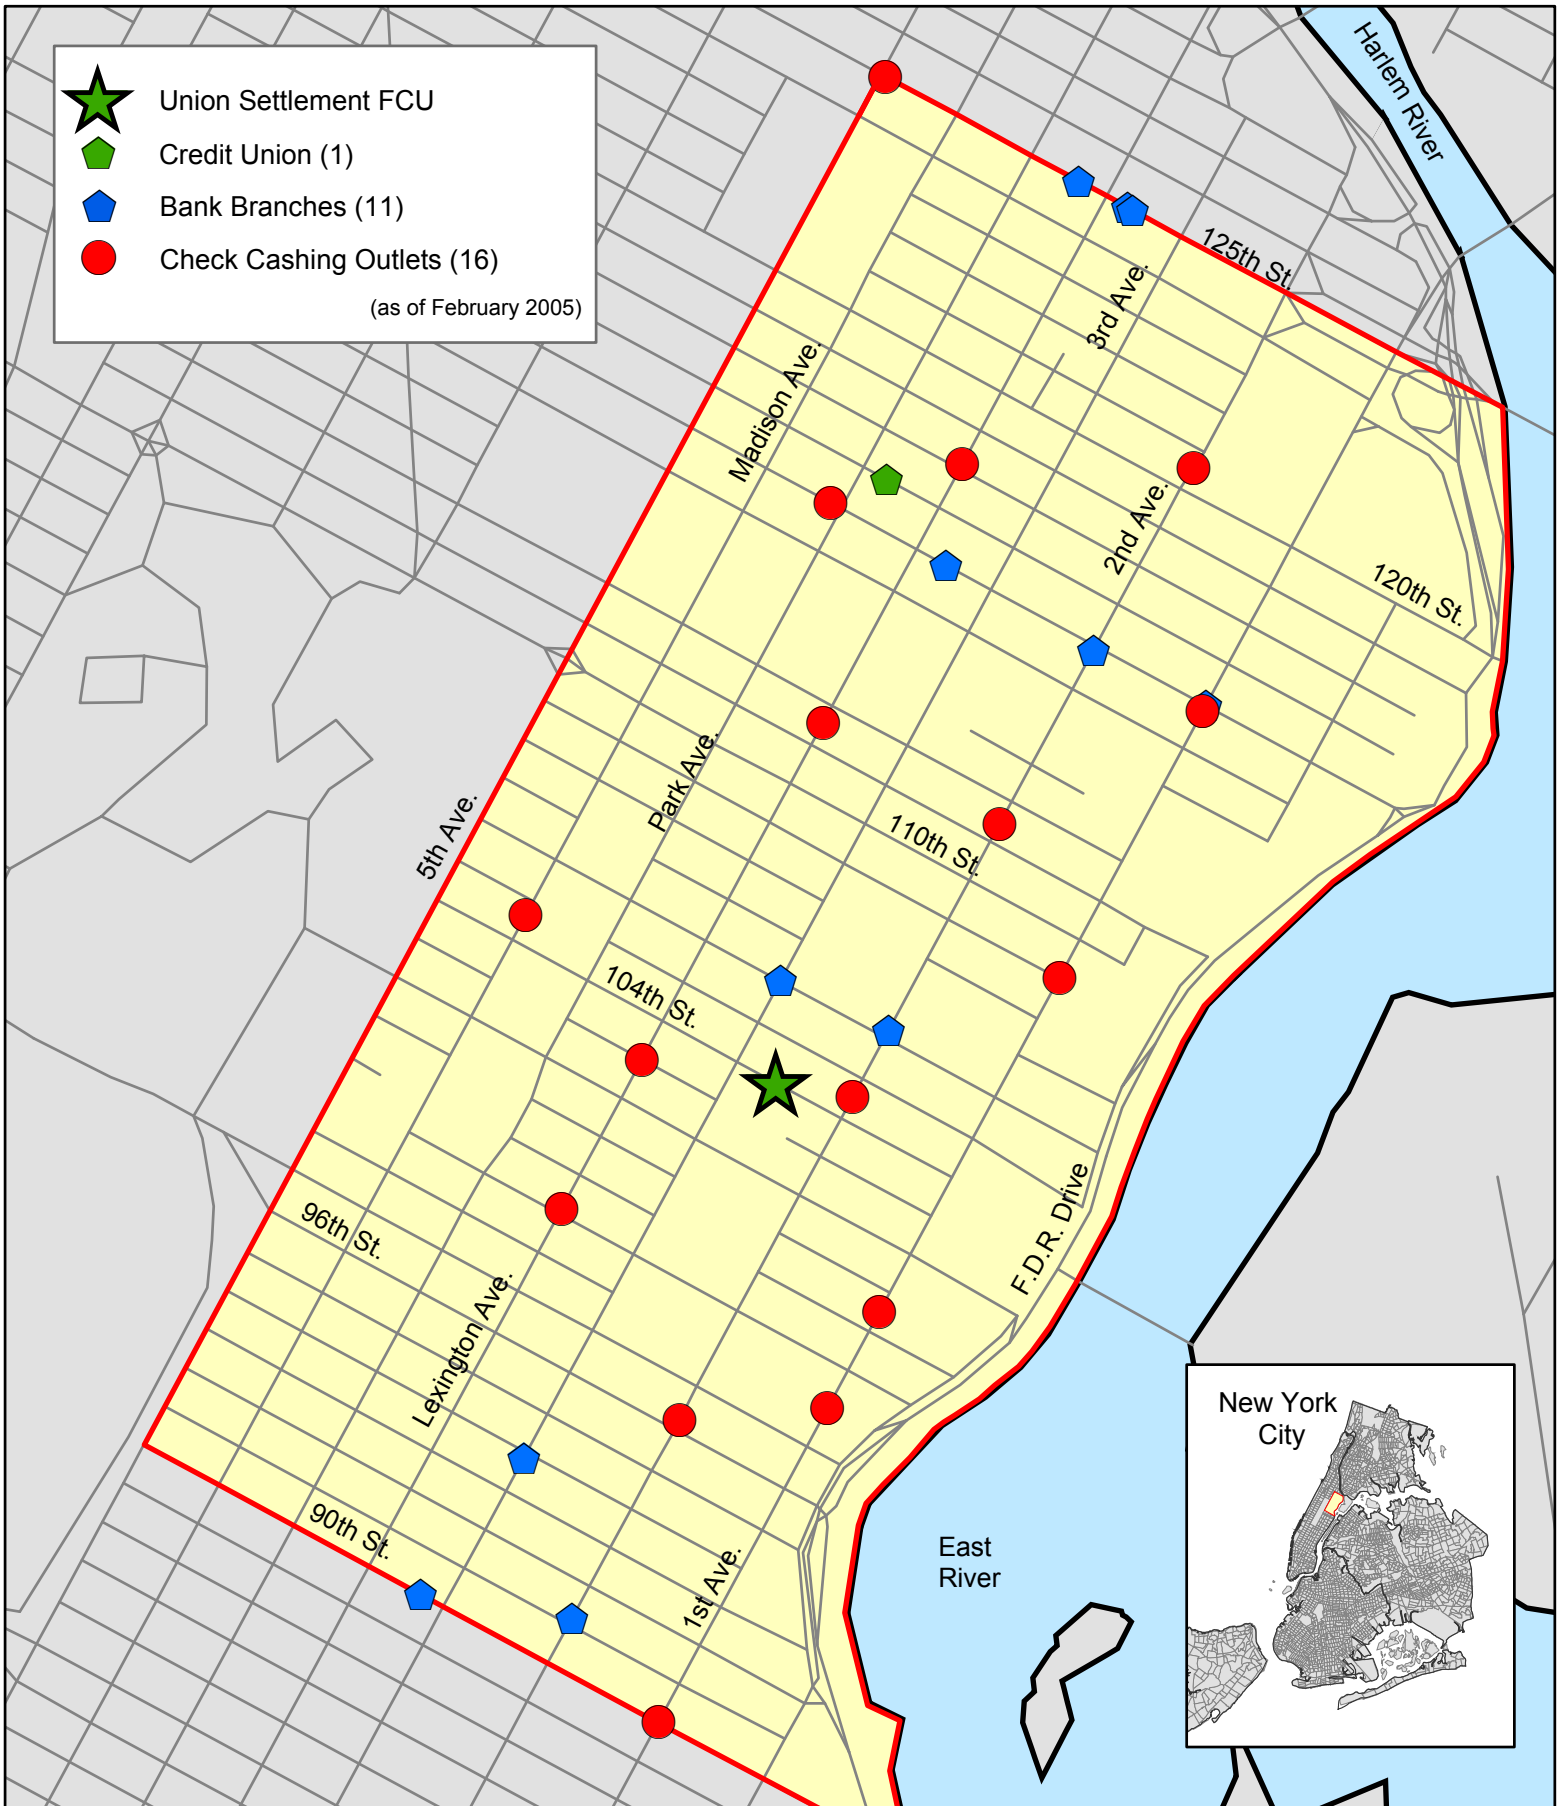 Union Settlement FCU
Credit Union (1)
Bank Branches (11)
Check Cashing Outlets (16)
(as of February 2005)
Harlem River
125th St.
3rd Ave.
Madison Ave.
2nd Ave.
120th St.
Park Ave.
5th Ave.
110th St.
104th St.
F.D.R. Drive
96th St.
Lexington Ave.
90th St.
1st Ave.
East
River
New York
City